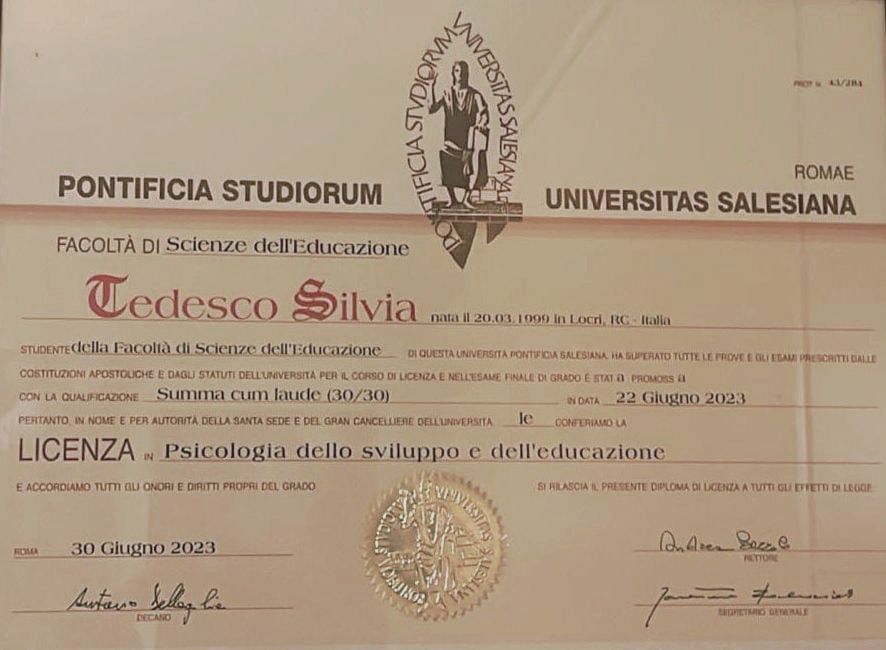 PONTIFICIA STUDIORUM UNIVERSITAS SALESIANA
PROT. N. 43/284
ROMAE
PONTIFICIA STUDIORUM UNIVERSITAS SALESIANA
FACOLTÀ DI Scienze dell'Educazione
Tedesco Silvia nata il 20.03.1999 in Locri, RC - Italia
STUDENTE della Facoltà di Scienze dell'Educazione DI QUESTA UNIVERSITÀ PONTIFICIA SALESIANA, HA SUPERATO TUTTE LE PROVE E GLI ESAMI PRESCRITTI DALLE
COSTITUZIONI APOSTOLICHE E DAGLI STATUTI DELL'UNIVERSITÀ PER IL CORSO DI LICENZA E NELL'ESAME FINALE DI GRADO È STAT a PROMOSS a
CON LA QUALIFICAZIONE Summa cum laude (30/30) IN DATA 22 Giugno 2023
PERTANTO, IN NOME E PER AUTORITÀ DELLA SANTA SEDE E DEL GRAN CANCELLIERE DELL'UNIVERSITÀ le CONFERIAMO LA
LICENZA IN Psicologia dello sviluppo e dell'educazione
E ACCORDIAMO TUTTI GLI ONORI E DIRITTI PROPRI DEL GRADO SI RILASCIA IL PRESENTE DIPLOMA DI LICENZA A TUTTI GLI EFFETTI DI LEGGE.
ROMA 30 Giugno 2023
RETTORE
DECANO
SEGRETARIO GENERALE